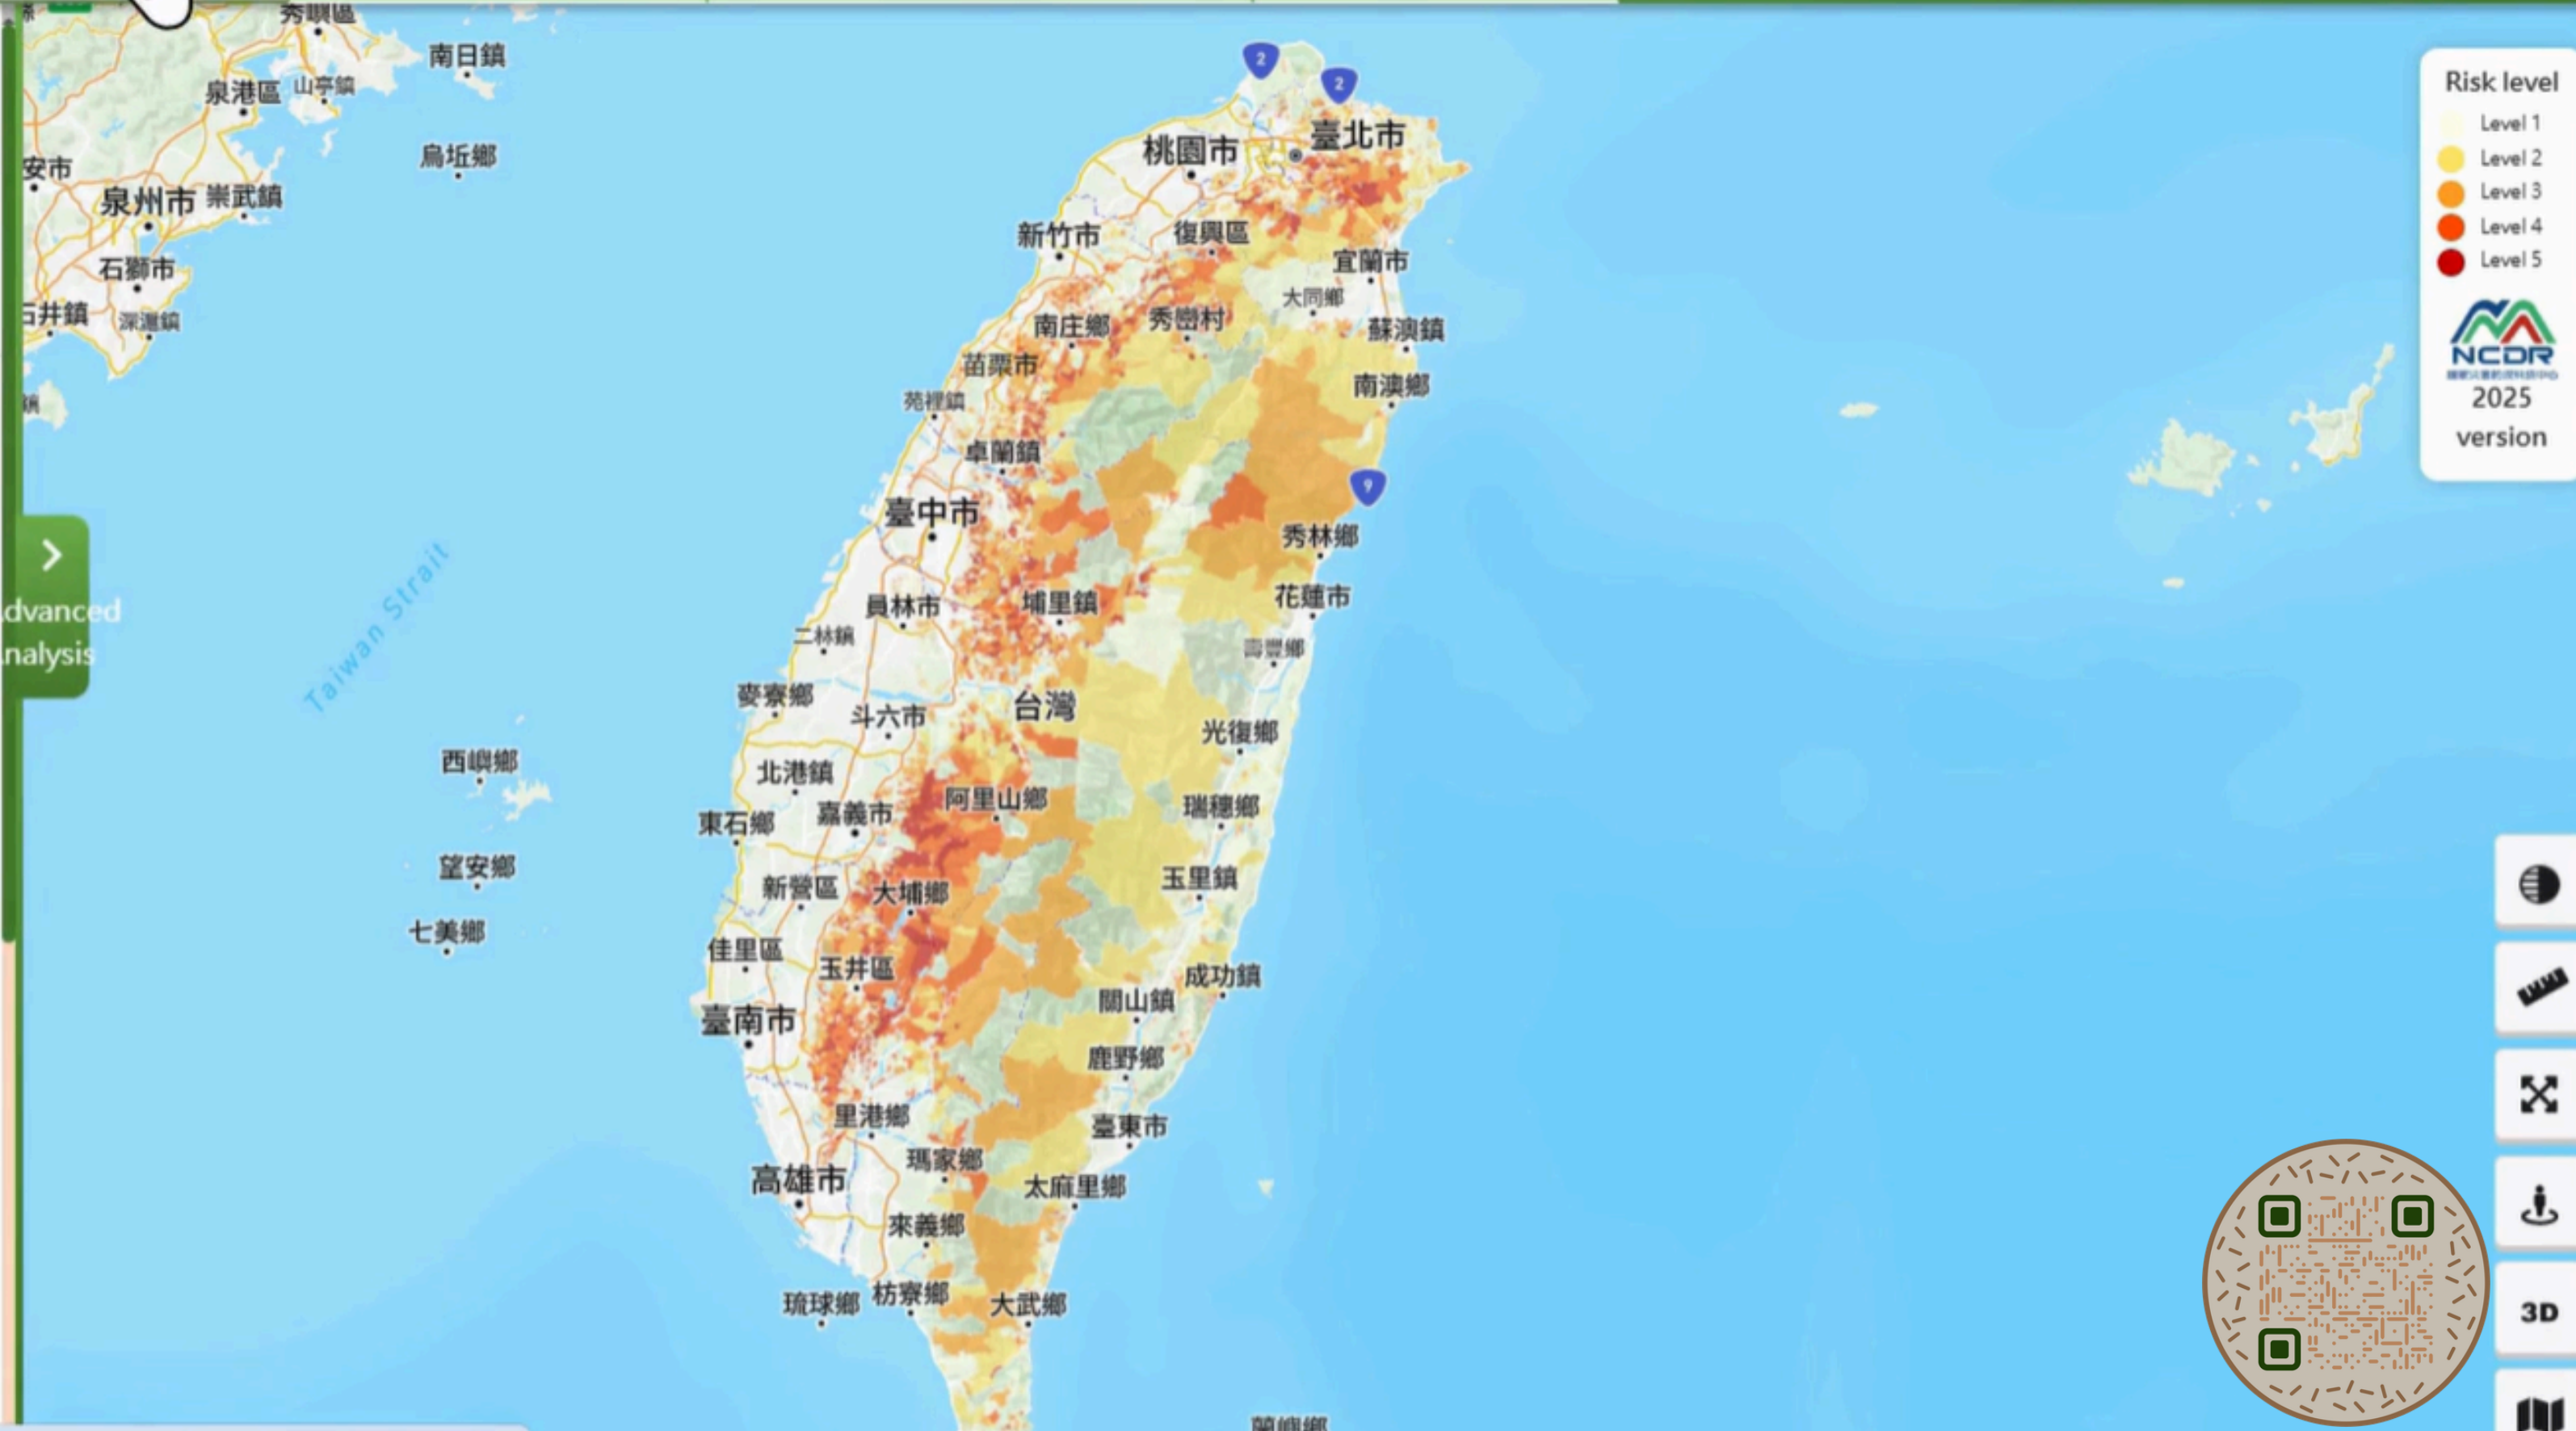 秀嶼區
南日鎮
泉港區
山亭鎮
烏坵鄉
安市
泉州市
崇武鎮
石獅市
石井鎮
深滬鎮
鎮
2
2
臺北市
桃園市
新竹市
復興區
宜蘭市
大同鄉
南庄鄉
秀巒村
蘇澳鎮
苗栗市
南澳鄉
苑裡鎮
卓蘭鎮
9
臺中市
秀林鄉
員林市
埔里鎮
花蓮市
二林鎮
壽豐鄉
Taiwan Strait
麥寮鄉
斗六市
台灣
光復鄉
西嶼鄉
北港鎮
阿里山鄉
瑞穗鄉
東石鄉
嘉義市
望安鄉
新營區
大埔鄉
玉里鎮
七美鄉
佳里區
玉井區
成功鎮
關山鎮
臺南市
鹿野鄉
里港鄉
臺東市
瑪家鄉
高雄市
太麻里鄉
來義鄉
琉球鄉
枋寮鄉
大武鄉
蘭嶼鄉
dvanced
nalysis
Risk level
Level 1
Level 2
Level 3
Level 4
Level 5
NCDR
2025
version
3D